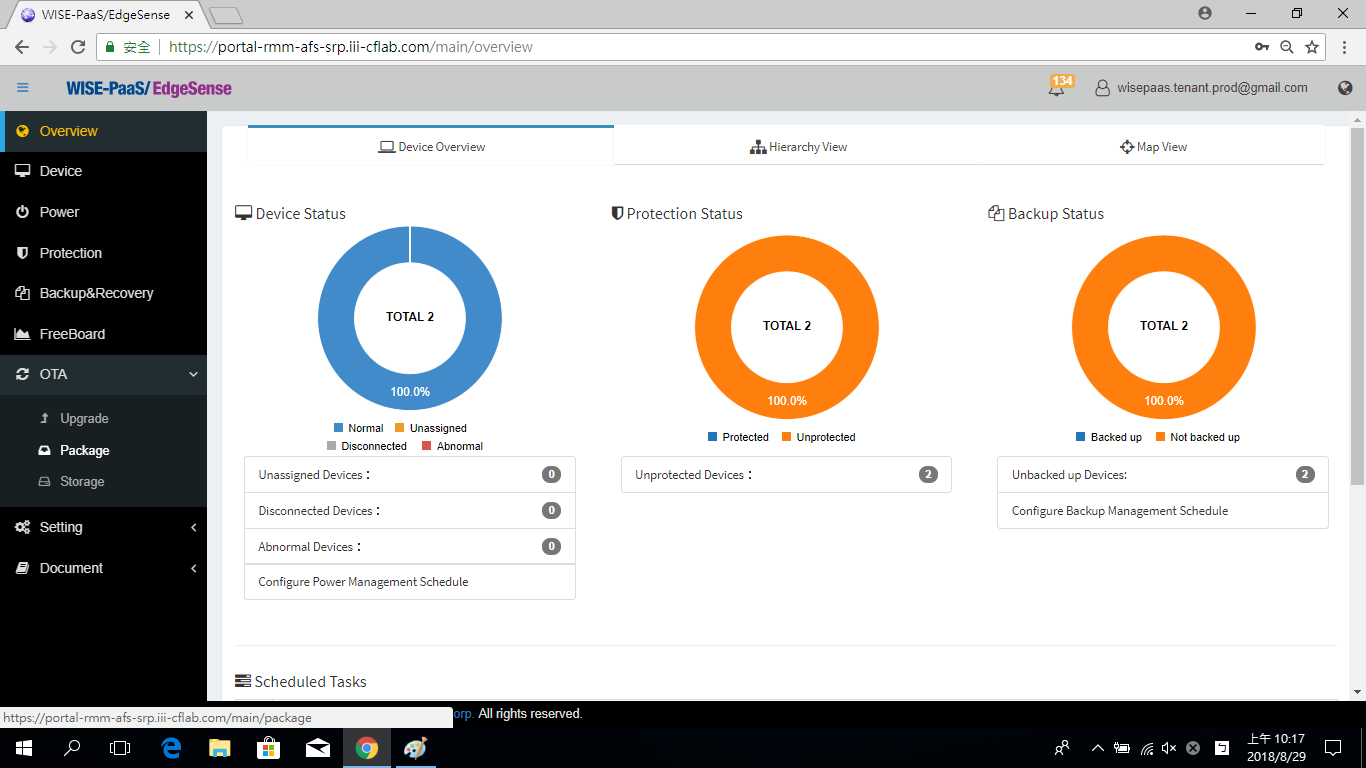 WISE-PaaS/EdgeSense
安全 https://portal-rmm-afs-srp.iii-cflab.com/main/overview
WISE-PaaS/EdgeSense
134
wisepaas.tenant.prod@gmail.com
Overview
Device
Power
Protection
Backup&Recovery
FreeBoard
OTA
Upgrade
Package
Storage
Setting
Document
Device Overview
Hierarchy View
Map View
Device Status
TOTAL 2
100.0%
Normal Unassigned
Disconnected Abnormal
Unassigned Devices： 0
Disconnected Devices： 0
Abnormal Devices： 0
Configure Power Management Schedule
Protection Status
TOTAL 2
100.0%
Protected Unprotected
Unprotected Devices： 2
Backup Status
TOTAL 2
100.0%
Backed up Not backed up
Unbacked up Devices: 2
Configure Backup Management Schedule
Scheduled Tasks
orp. All rights reserved.
https://portal-rmm-afs-srp.iii-cflab.com/main/package
上午 10:17
2018/8/29